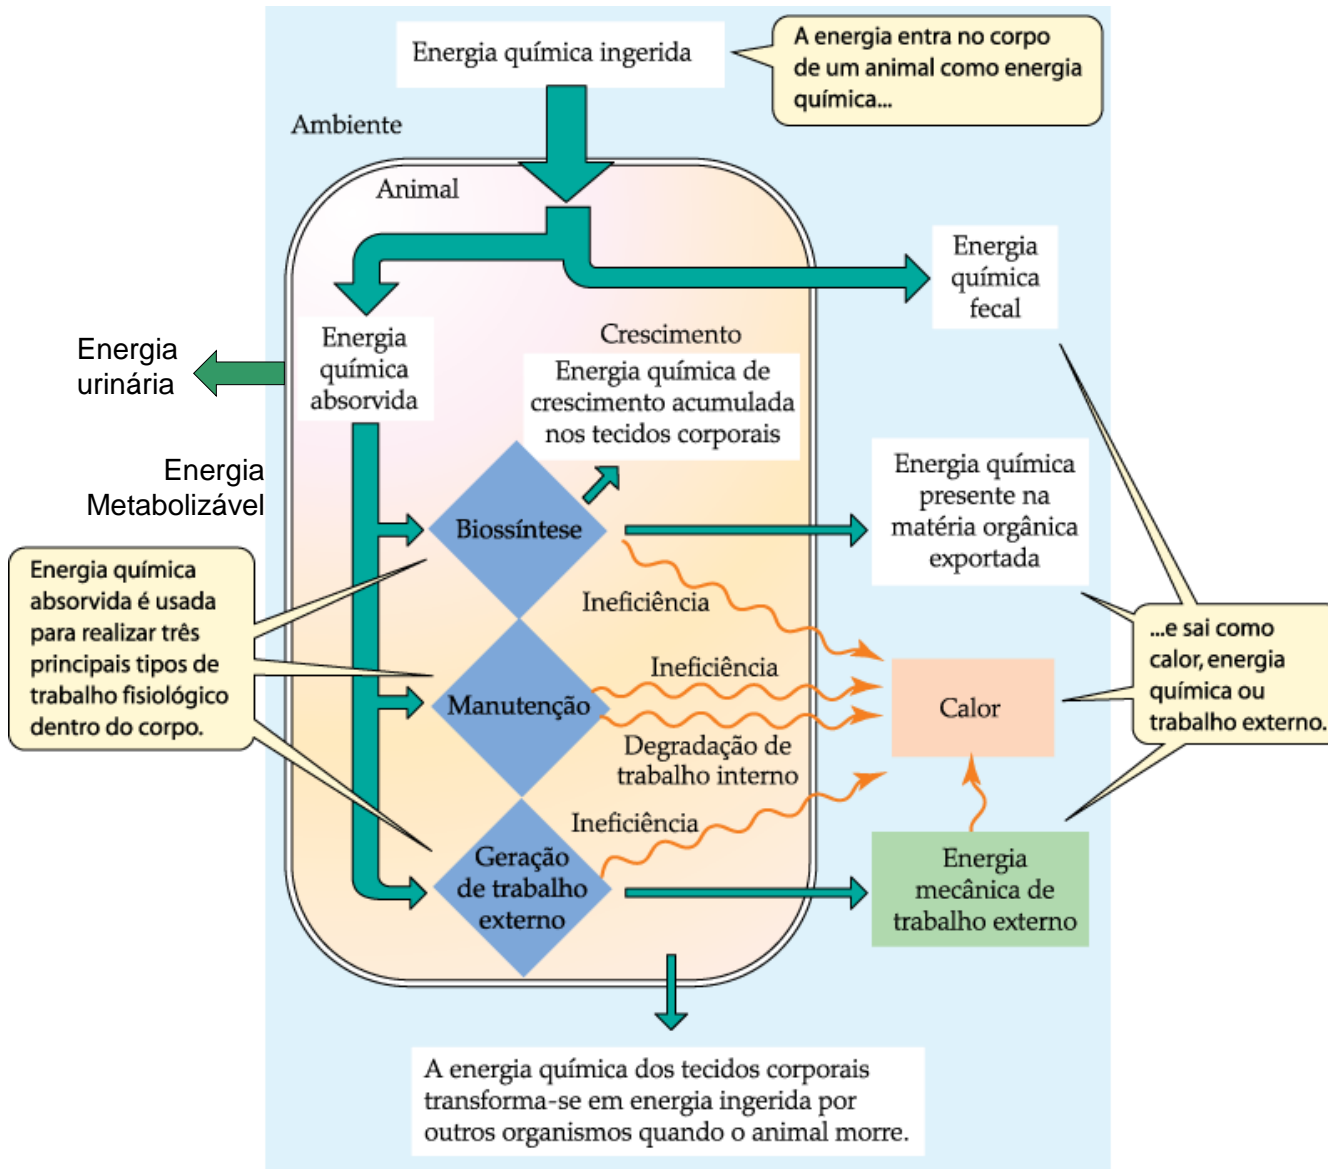 Energia química ingerida
A energia entra no corpo
de um animal como energia
química...
Ambiente
Animal
Energia
química
fecal
Energia
química
absorvida
Energia
urinária
Crescimento
Energia química de
crescimento acumulada
nos tecidos corporais
Energia
Metabolizável
Biossíntese
Energia química
presente na
matéria orgânica
exportada
Energia química
absorvida é usada
para realizar três
principais tipos de
trabalho fisiológico
dentro do corpo.
Ineficiência
...e sai como
calor, energia
química ou
trabalho externo.
Manutenção
Ineficiência
Degradação de
trabalho interno
Calor
Ineficiência
Geração
de trabalho
externo
Energia
mecânica de
trabalho externo
A energia química dos tecidos corporais
transforma-se em energia ingerida por
outros organismos quando o animal morre.